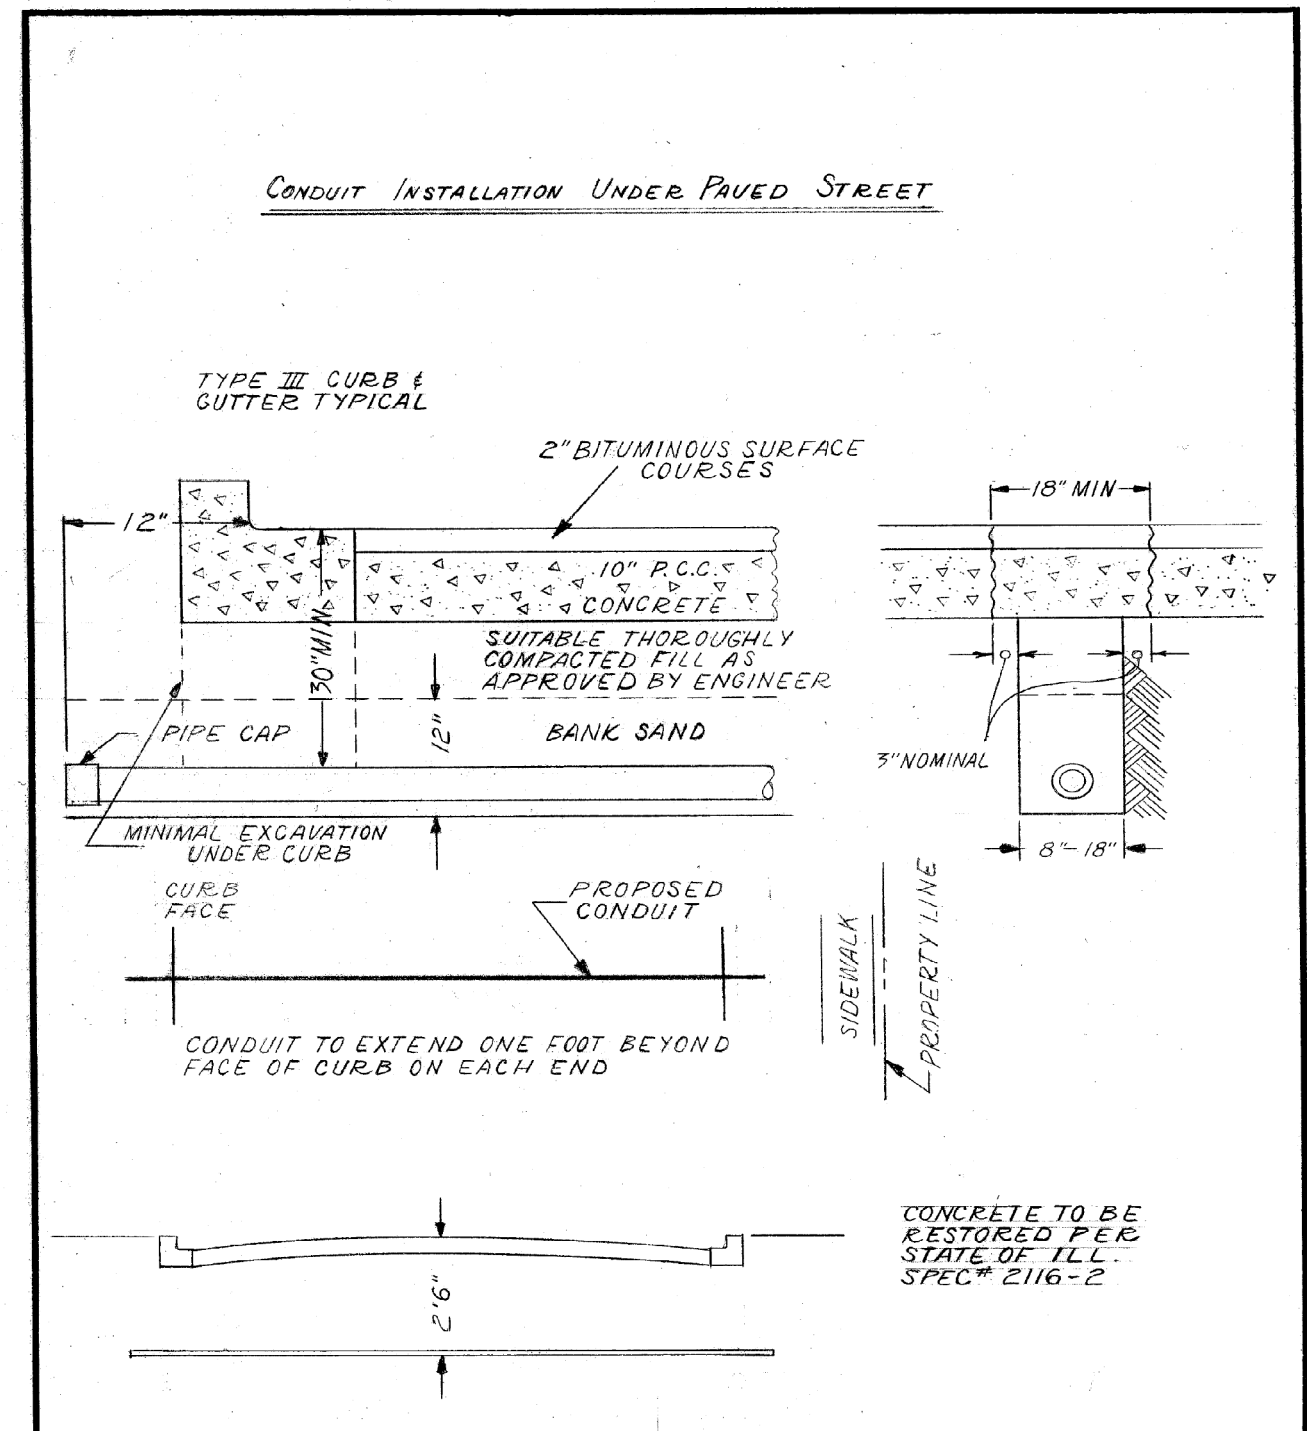 CONDUIT INSTALLATION UNDER PAVED STREET
TYPE III CURB &
GUTTER TYPICAL
2" BITUMINOUS SURFACE
COURSES
12"
18" MIN
10" P.C.C.
CONCRETE
30" MIN.
SUITABLE THOROUGHLY
COMPACTED FILL AS
APPROVED BY ENGINEER
PIPE CAP
12"
BANK SAND
3" NOMINAL
MINIMAL EXCAVATION
UNDER CURB
8"-18"
CURB
FACE
PROPOSED
CONDUIT
SIDEWALK
PROPERTY LINE
CONDUIT TO EXTEND ONE FOOT BEYOND
FACE OF CURB ON EACH END
2'6"
CONCRETE TO BE
RESTORED PER
STATE OF ILL.
SPEC# 2116-2